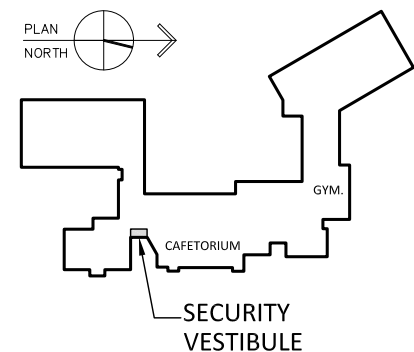 PLAN
NORTH
GYM.
CAFETORIUM
SECURITY
VESTIBULE